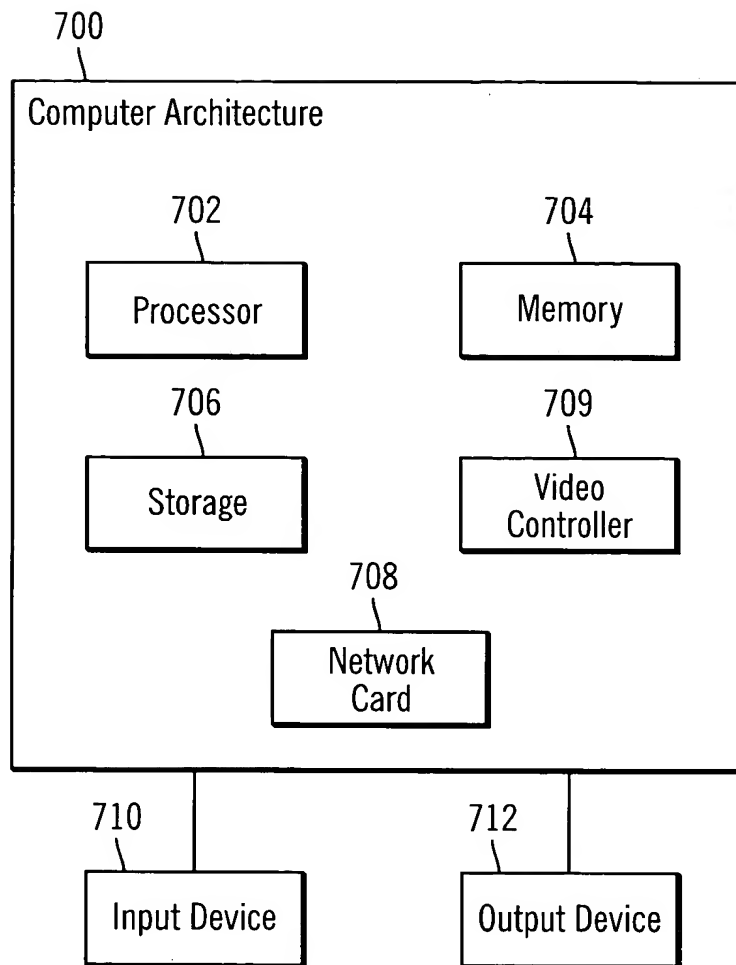 700
Computer Architecture
702
704
Processor
Memory
706
709
Storage
Video
Controller
708
Network
Card
710
712
Input Device
Output Device